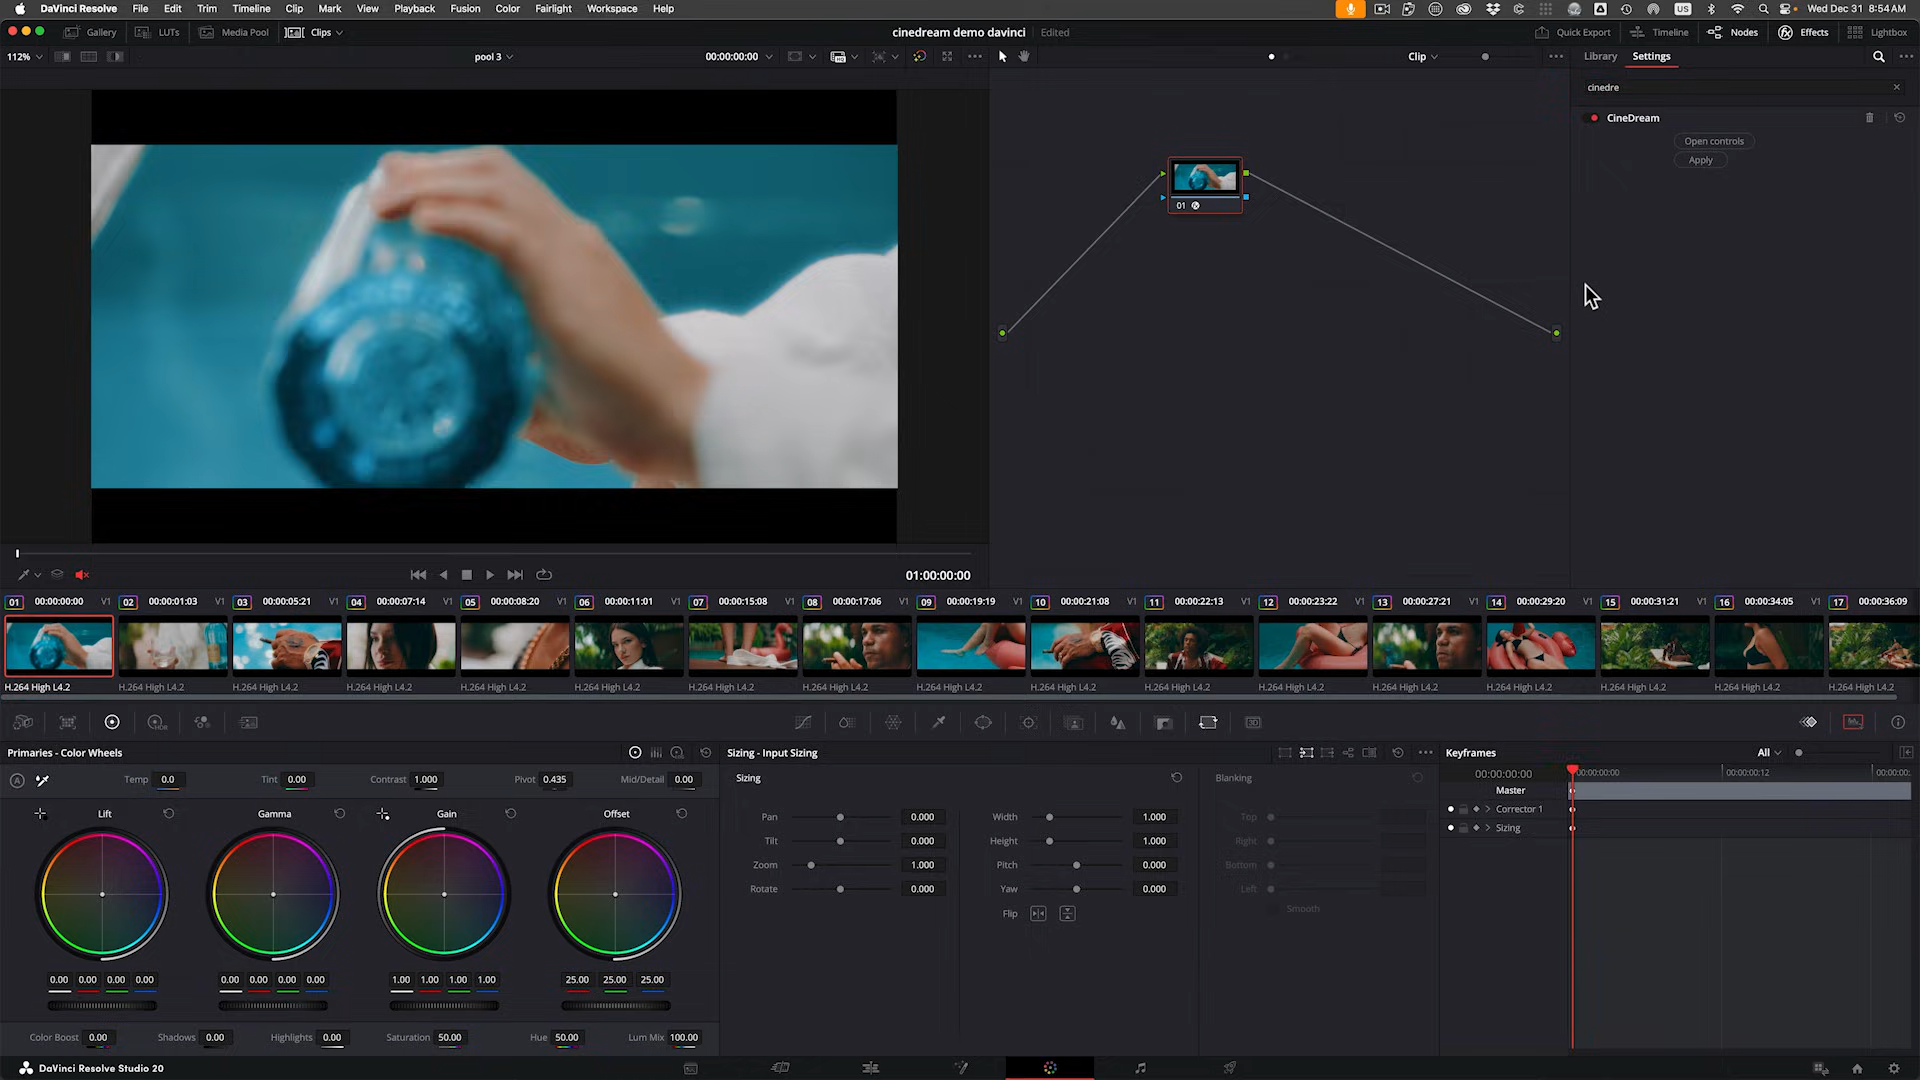 DaVinci Resolve File Edit Trim Timeline Clip Mark View Playback Fusion Color Fairlight Workspace Help US Wed Dec 31 8:54 AM
Gallery LUTs Media Pool Clips cinedream demo davinci Edited Quick Export Timeline Nodes Effects Lightbox
112% pool 3 00:00:00:00 Clip Library Settings
cinedre
CineDream
Open controls
Apply
01
01:00:00:00
01 00:00:00:00 V1 02 00:00:01:03 V1 03 00:00:05:21 V1 04 00:00:07:14 V1 05 00:00:08:20 V1 06 00:00:11:01 V1 07 00:00:15:08 V1 08 00:00:17:06 V1 09 00:00:19:19 V1 10 00:00:21:08 V1 11 00:00:22:13 V1 12 00:00:23:22 V1 13 00:00:27:21 V1 14 00:00:29:20 V1 15 00:00:31:21 V1 16 00:00:34:05 V1 17 00:00:36:09
H.264 High L4.2 H.264 High L4.2 H.264 High L4.2 H.264 High L4.2 H.264 High L4.2 H.264 High L4.2 H.264 High L4.2 H.264 High L4.2 H.264 High L4.2 H.264 High L4.2 H.264 High L4.2 H.264 High L4.2 H.264 High L4.2 H.264 High L4.2 H.264 High L4.2 H.264 High L4.2 H.264 High L4.2
HDR 3D
Primaries - Color Wheels Sizing - Input Sizing Keyframes All
Temp 0.0 Tint 0.00 Contrast 1.000 Pivot 0.435 Mid/Detail 0.00 Sizing Blanking 00:00:00:00 00:00:00:00 00:00:00:12
Master
Lift Gamma Gain Offset Pan 0.000 Width 1.000 Top Corrector 1
Tilt 0.000 Height 1.000 Right Sizing
Zoom 1.000 Pitch 0.000 Bottom
Rotate 0.000 Yaw 0.000 Left
Flip Smooth
0.00 0.00 0.00 0.00 0.00 0.00 0.00 0.00 1.00 1.00 1.00 1.00 25.00 25.00 25.00
Color Boost 0.00 Shadows 0.00 Highlights 0.00 Saturation 50.00 Hue 50.00 Lum Mix 100.00
DaVinci Resolve Studio 20